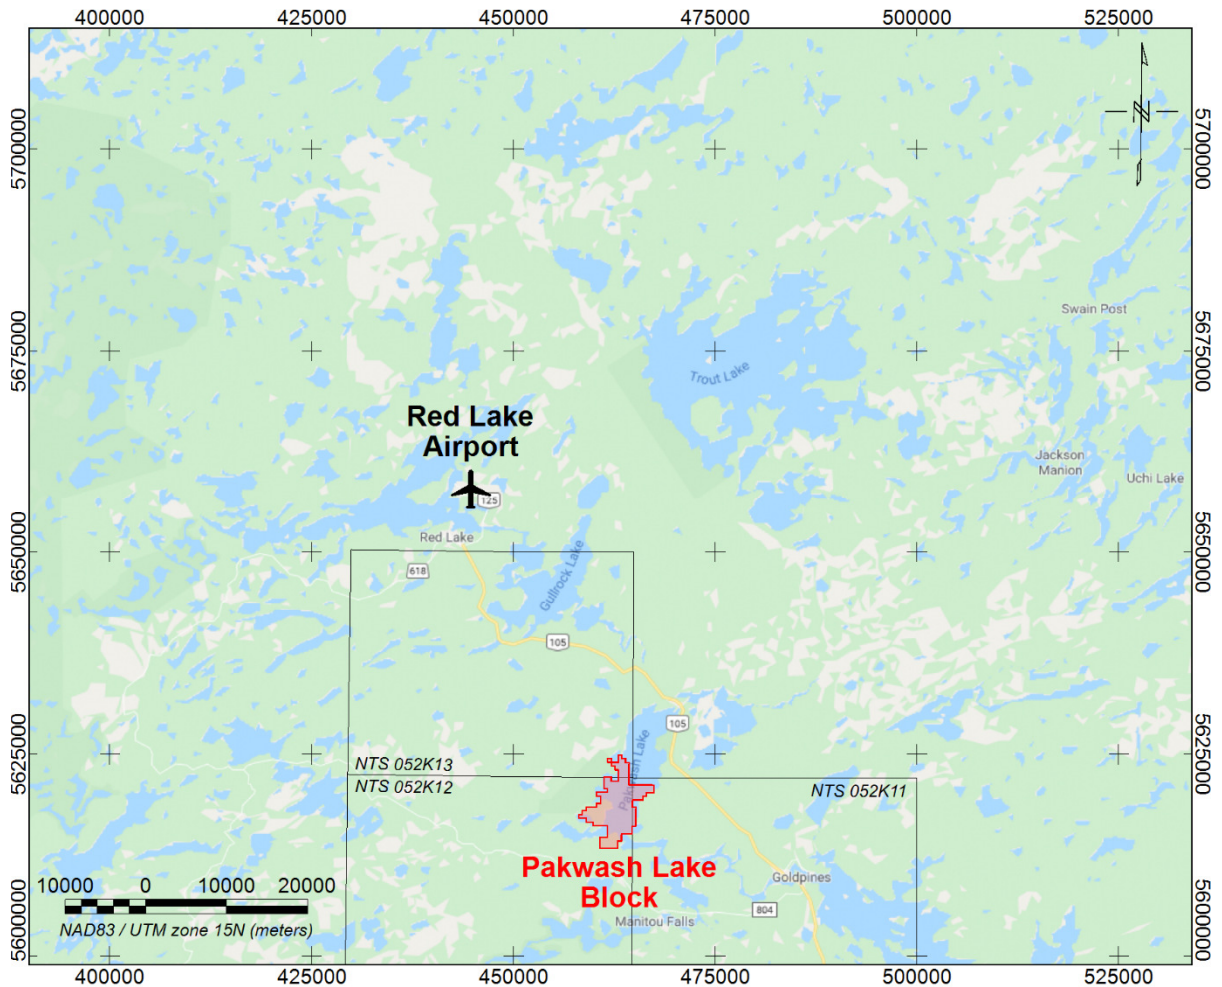 400000 425000 450000 475000 500000 525000
5700000
5700000
Swain Post
5675000
5675000
Trout Lake
Red Lake
Airport
125
Jackson
Manion
Uchi Lake
Red Lake
5650000
5650000
618
Gullrock Lake
105
105
Pakwash Lake
5625000
5625000
NTS 052K13
NTS 052K12
NTS 052K11
Pakwash Lake
Block
Goldpines
804
Manitou Falls
10000 0 10000 20000
NAD83 / UTM zone 15N (meters)
5600000
5600000
N
400000 425000 450000 475000 500000 525000